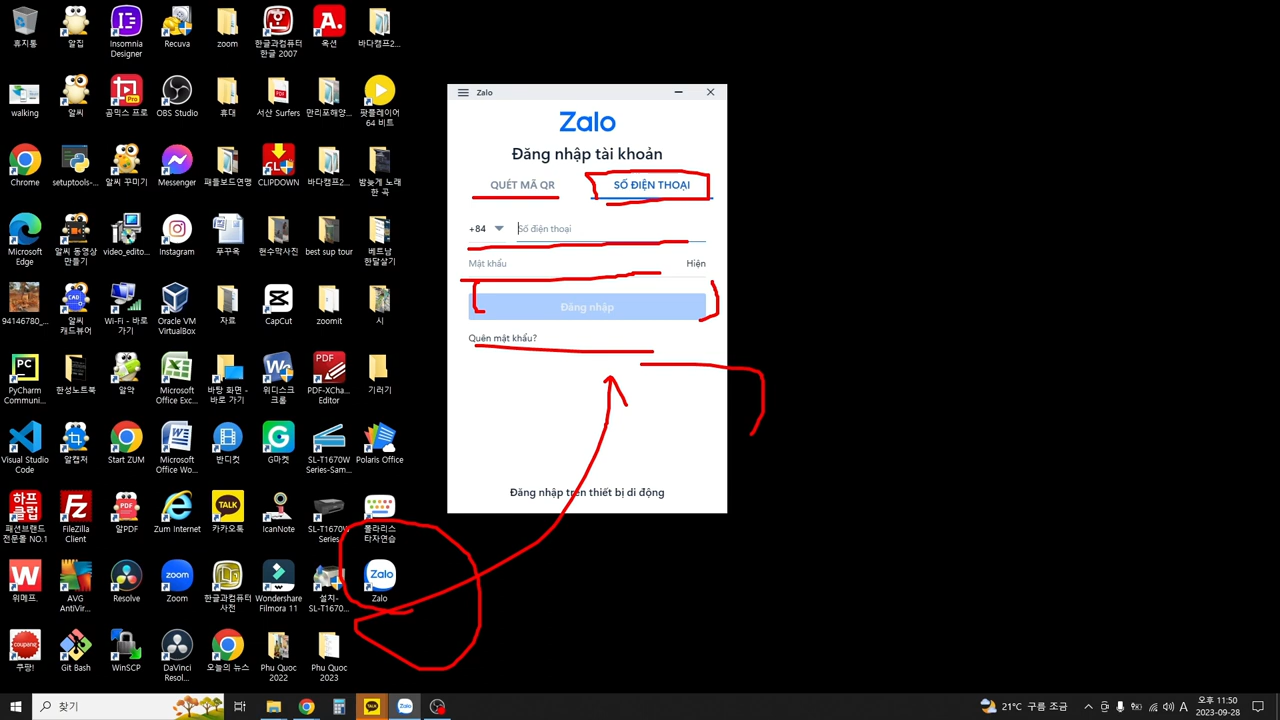 휴지통
알집
Insomnia
Designer
Recuva
zoom
한글과컴퓨터
한글 2007
옥션
바다캠프2...
walking
알씨
곰믹스 프로
OBS Studio
휴대
서산 Surfers
만리포해양...
팟플레이어
64 비트
Chrome
setuptools-...
알씨 꾸미기
Messenger
패들보드연맹
CLIPDOWN
바다캠프2...
밤늦게 노래
한 곡
Microsoft
Edge
알씨 동영상
만들기
video_edito...
Instagram
푸꾸옥
현수막사진
best sup tour
베트남
한달살기
94146780_...
알씨
캐드뷰어
Wi-Fi - 바로
가기
Oracle VM
VirtualBox
자료
CapCut
zoomit
시
PyCharm
Communi...
한성노트북
알약
Microsoft
Office Exc...
바탕 화면 -
바로 가기
위디스크
크롬
PDF-XCha...
Editor
기러기
Visual Studio
Code
알캡처
Start ZUM
Microsoft
Office Wo...
반디컷
G마켓
SL-T1670W
Series-Sam...
Polaris Office
하프
클럽
패션브랜드
전문몰 NO.1
FileZilla
Client
알PDF
Zum Internet
TALK
카카오톡
IcanNote
SL-T1670W
Series
폴라리스
타자연습
위메프.
AVG
AntiVir...
Resolve
zoom
Zoom
한글과컴퓨터
사전
Wondershare
Filmora 11
설치-
SL-T1670...
Zalo
Zalo
coupang
쿠팡!
Git Bash
WinSCP
DaVinci
Resol...
오늘의 뉴스
Phu Quoc
2022
Phu Quoc
2023
Zalo
Zalo
Đăng nhập tài khoản
QUÉT MÃ QR
SỐ ĐIỆN THOẠI
+84
Số điện thoại
Mật khẩu
Hiện
Đăng nhập
Quên mật khẩu?
Đăng nhập trên thiết bị di động
찾기
TALK
Zalo
21°C 구름 조금
A
오후 11:50
2023-09-28